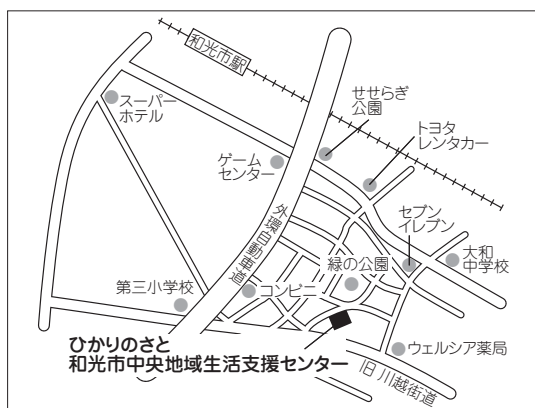 和光市駅
せせらぎ
公園
スーパー
ホテル
トヨタ
レンタカー
ゲーム
センター
セブン
イレブン
外環自動車道
大和
中学校
緑の公園
第三小学校
コンビニ
ひかりのさと
和光市中央地域生活支援センター
ウェルシア薬局
旧川越街道